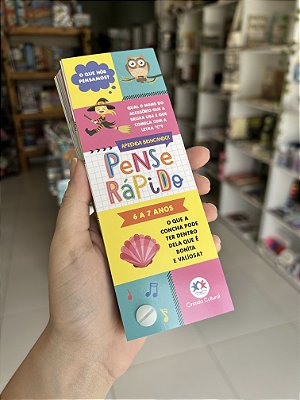 O QUE NÓS
PENSAMOS?
QUAL O NOME DO
ACESSÓRIO QUE A
BRUXA USA E QUE
COMEÇA COM A
LETRA "C"?
APRENDA BRINCANDO!
PENSE
RÁPIDO
6 A 7 ANOS
O QUE A
CONCHA PODE
TER DENTRO
DELA QUE É
BONITA
E VALIOSA?
Ciranda Cultural